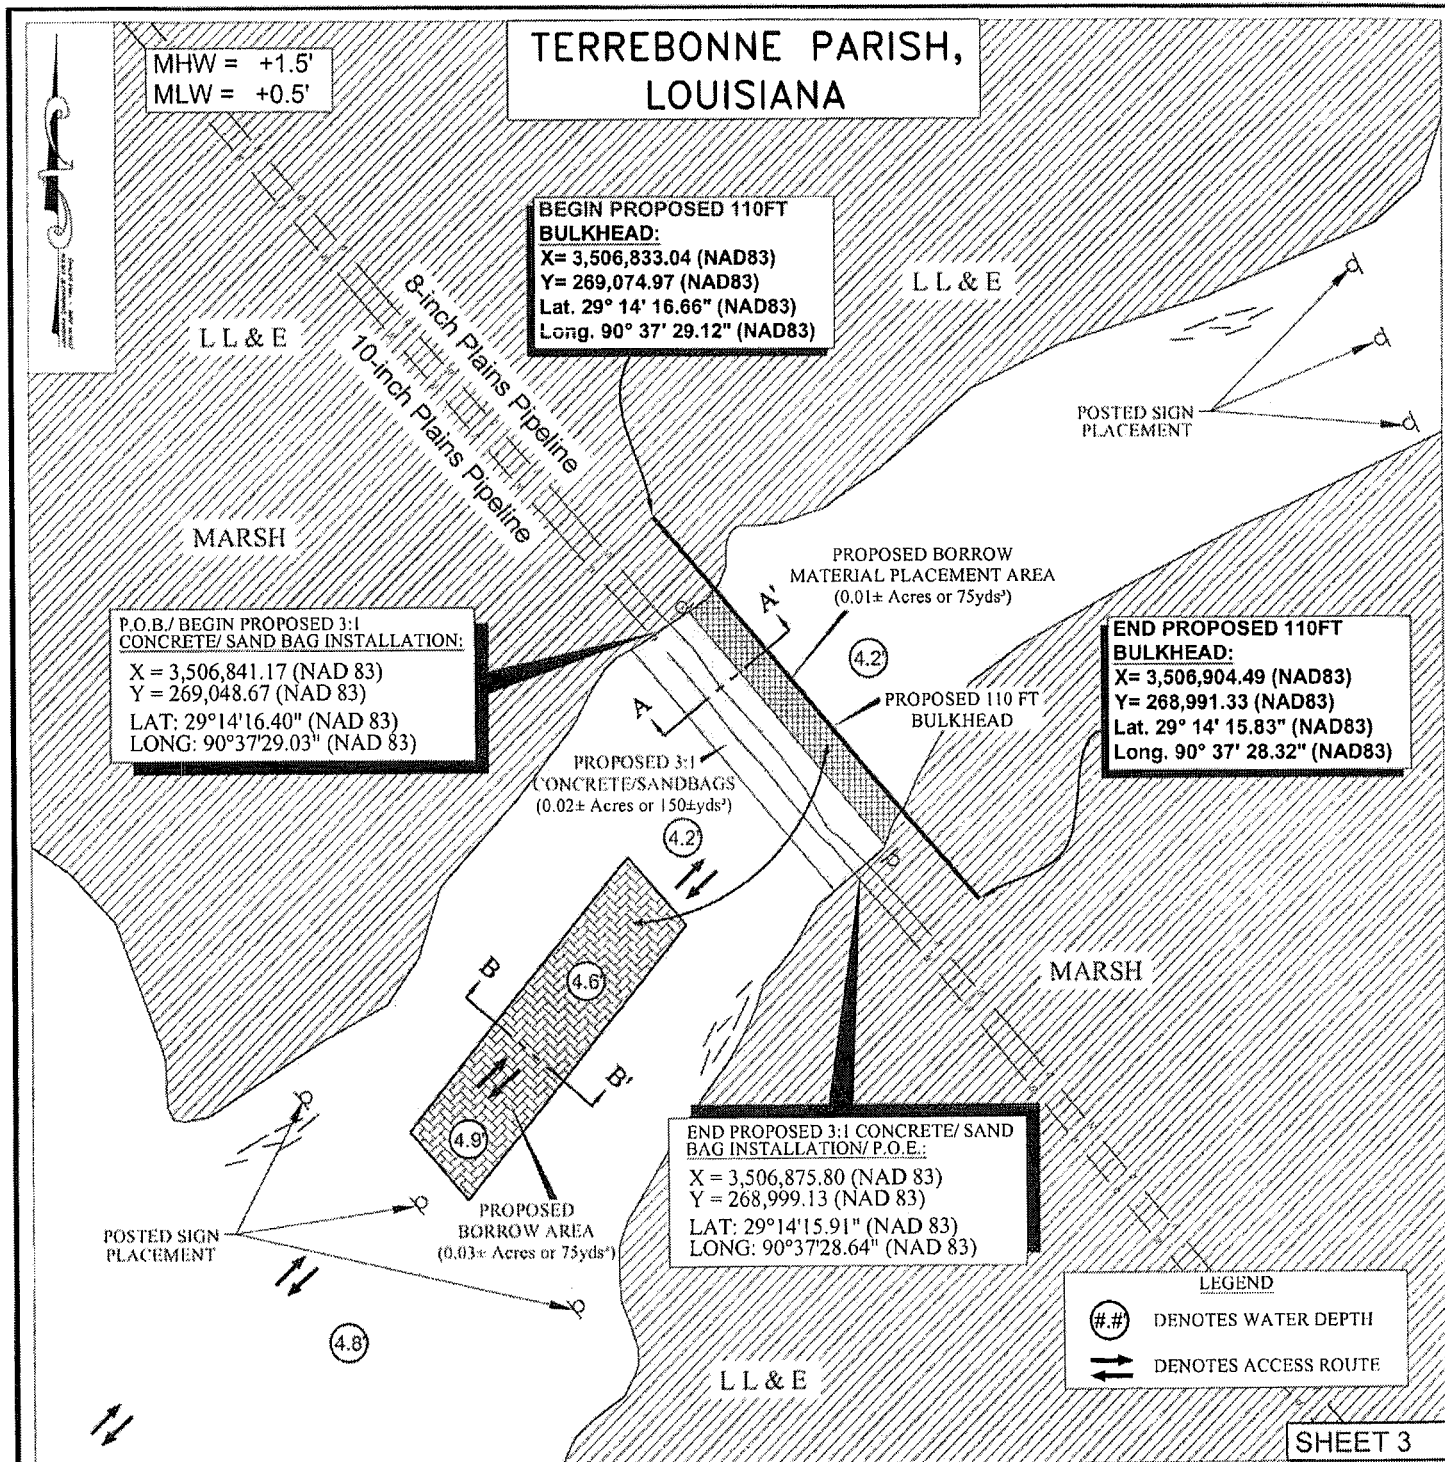 MHW = +1.5'
MLW = +0.5'
TERREBONNE PARISH,
LOUISIANA
BEGIN PROPOSED 110FT
BULKHEAD:
X= 3,506,833.04 (NAD83)
Y= 269,074.97 (NAD83)
Lat. 29° 14' 16.66" (NAD83)
Long. 90° 37' 29.12" (NAD83)
L L & E
L L & E
8-inch Plains Pipeline
10-inch Plains Pipeline
POSTED SIGN
PLACEMENT
MARSH
PROPOSED BORROW
MATERIAL PLACEMENT AREA
(0.01± Acres or 75yds³)
P.O.B./ BEGIN PROPOSED 3:1
CONCRETE/ SAND BAG INSTALLATION:
X = 3,506,841.17 (NAD 83)
Y = 269,048.67 (NAD 83)
LAT: 29°14'16.40" (NAD 83)
LONG: 90°37'29.03" (NAD 83)
A'
A
4.2'
PROPOSED 110 FT
BULKHEAD
END PROPOSED 110FT
BULKHEAD:
X= 3,506,904.49 (NAD83)
Y= 268,991.33 (NAD83)
Lat. 29° 14' 15.83" (NAD83)
Long. 90° 37' 28.32" (NAD83)
PROPOSED 3:1
CONCRETE/SANDBAGS
(0.02± Acres or 150±yds³)
4.2'
B
4.6'
B'
4.9'
MARSH
END PROPOSED 3:1 CONCRETE/ SAND
BAG INSTALLATION/ P.O.E.:
X = 3,506,875.80 (NAD 83)
Y = 268,999.13 (NAD 83)
LAT: 29°14'15.91" (NAD 83)
LONG: 90°37'28.64" (NAD 83)
PROPOSED
BORROW AREA
(0.03± Acres or 75yds³)
POSTED SIGN
PLACEMENT
4.8'
L L & E
LEGEND
#.#' DENOTES WATER DEPTH
DENOTES ACCESS ROUTE
SHEET 3